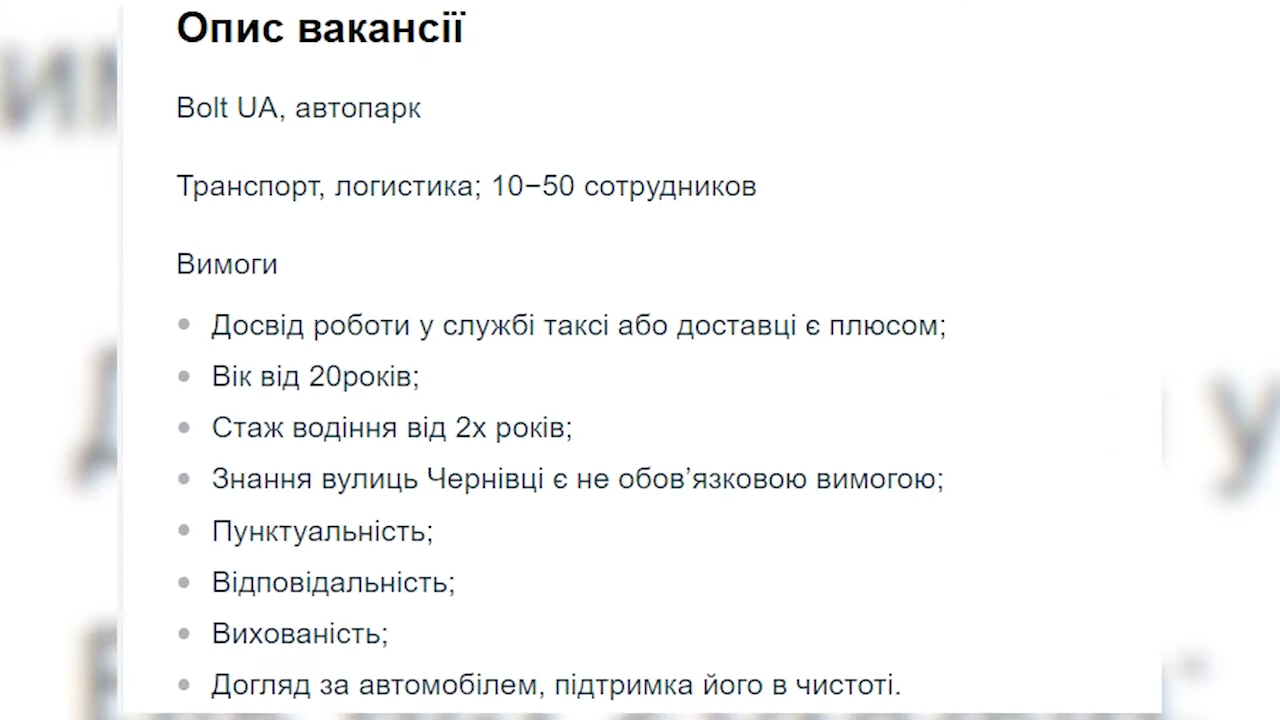 Опис вакансії
Bolt UA, автопарк
Транспорт, логистика; 10−50 сотрудников
Вимоги
Досвід роботи у службі таксі або доставці є плюсом;
Вік від 20років;
Стаж водіння від 2х років;
Знання вулиць Чернівці є не обов’язковою вимогою;
Пунктуальність;
Відповідальність;
Вихованість;
Догляд за автомобілем, підтримка його в чистоті.